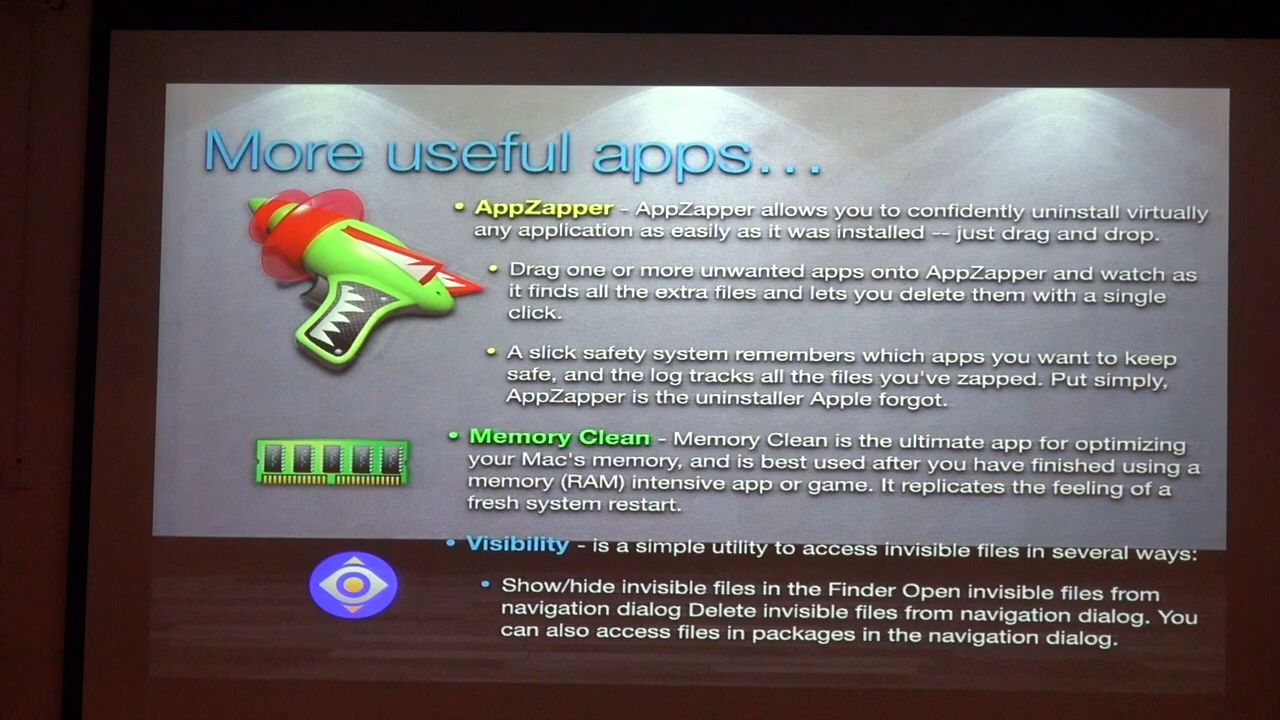 More useful apps...
• AppZapper - AppZapper allows you to confidently uninstall virtually
any application as easily as it was installed -- just drag and drop.
• Drag one or more unwanted apps onto AppZapper and watch as
it finds all the extra files and lets you delete them with a single
click.
• A slick safety system remembers which apps you want to keep
safe, and the log tracks all the files you've zapped. Put simply,
AppZapper is the uninstaller Apple forgot.
• Memory Clean - Memory Clean is the ultimate app for optimizing
your Mac's memory, and is best used after you have finished using a
memory (RAM) intensive app or game. It replicates the feeling of a
fresh system restart.
• Visibility - is a simple utility to access invisible files in several ways:
• Show/hide invisible files in the Finder Open invisible files from
navigation dialog Delete invisible files from navigation dialog. You
can also access files in packages in the navigation dialog.